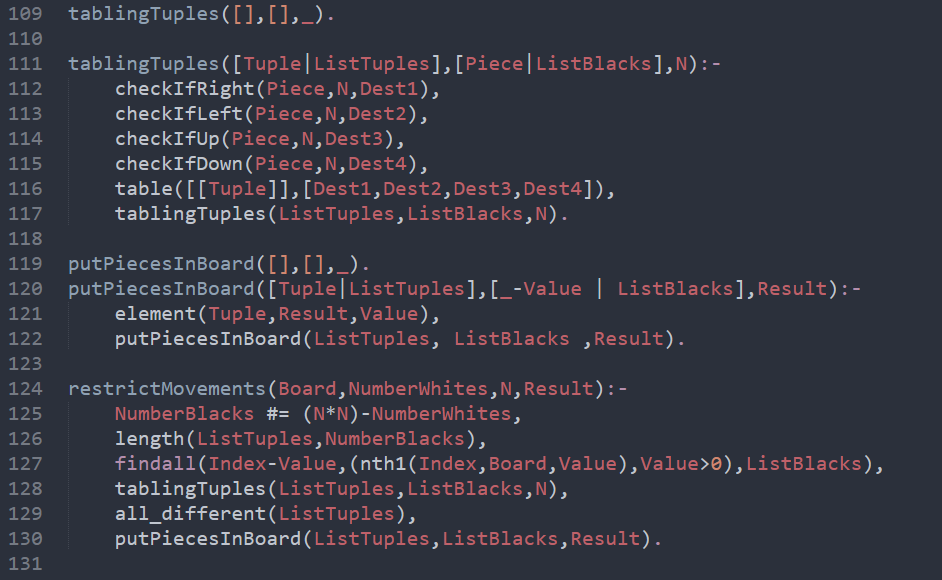 109 tablingTuples([],[],_).
110
111 tablingTuples([Tuple|ListTuples],[Piece|ListBlacks],N):-
112     checkIfRight(Piece,N,Dest1),
113     checkIfLeft(Piece,N,Dest2),
114     checkIfUp(Piece,N,Dest3),
115     checkIfDown(Piece,N,Dest4),
116     table([[Tuple]],[Dest1,Dest2,Dest3,Dest4]),
117     tablingTuples(ListTuples,ListBlacks,N).
118
119 putPiecesInBoard([],[],_).
120 putPiecesInBoard([Tuple|ListTuples],[_-Value | ListBlacks],Result):-
121     element(Tuple,Result,Value),
122     putPiecesInBoard(ListTuples, ListBlacks ,Result).
123
124 restrictMovements(Board,NumberWhites,N,Result):-
125     NumberBlacks #= (N*N)-NumberWhites,
126     length(ListTuples,NumberBlacks),
127     findall(Index-Value,(nth1(Index,Board,Value),Value>0),ListBlacks),
128     tablingTuples(ListTuples,ListBlacks,N),
129     all_different(ListTuples),
130     putPiecesInBoard(ListTuples,ListBlacks,Result).
131